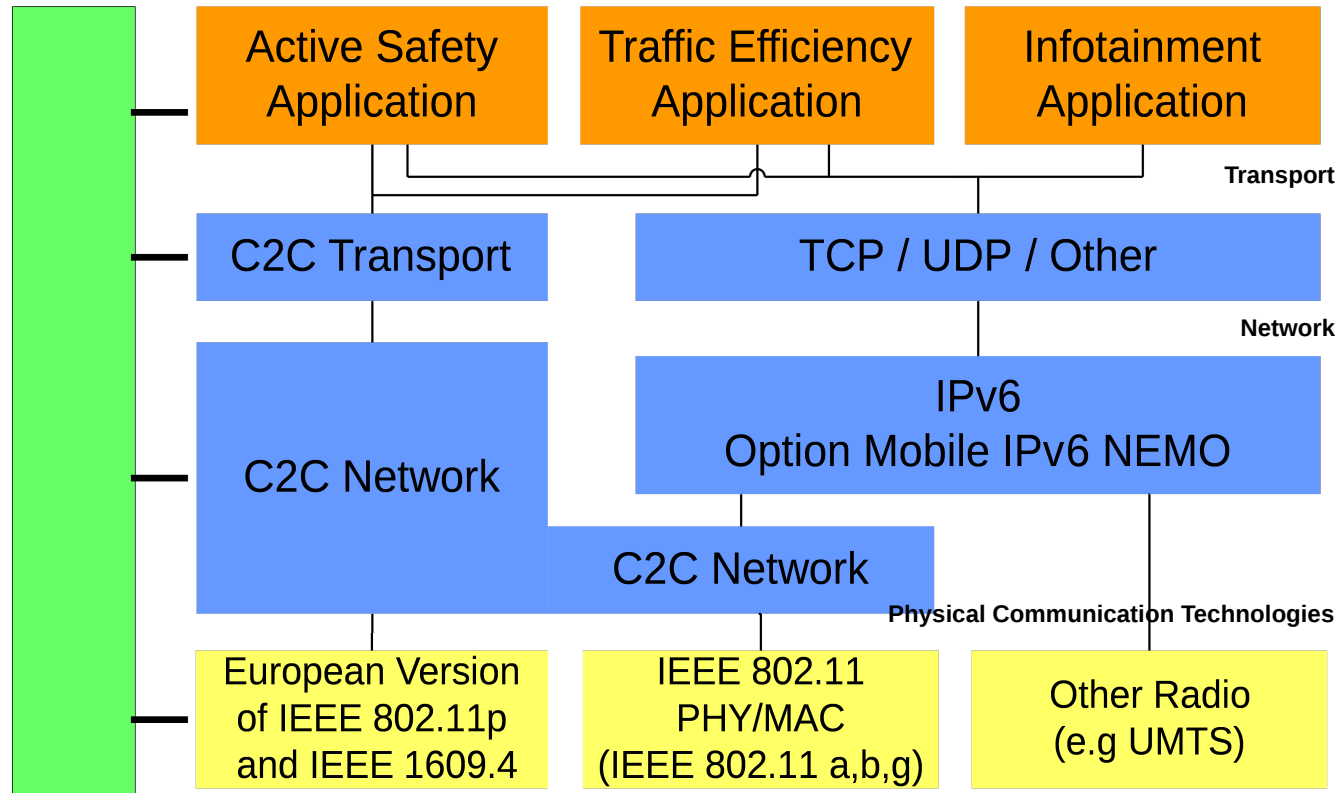 Active Safety
Application
Traffic Efficiency
Application
Infotainment
Application
Transport
C2C Transport
TCP / UDP / Other
Network
IPv6
Option Mobile IPv6 NEMO
C2C Network
C2C Network
Physical Communication Technologies
European Version
of IEEE 802.11p
and IEEE 1609.4
IEEE 802.11
PHY/MAC
(IEEE 802.11 a,b,g)
Other Radio
(e.g UMTS)